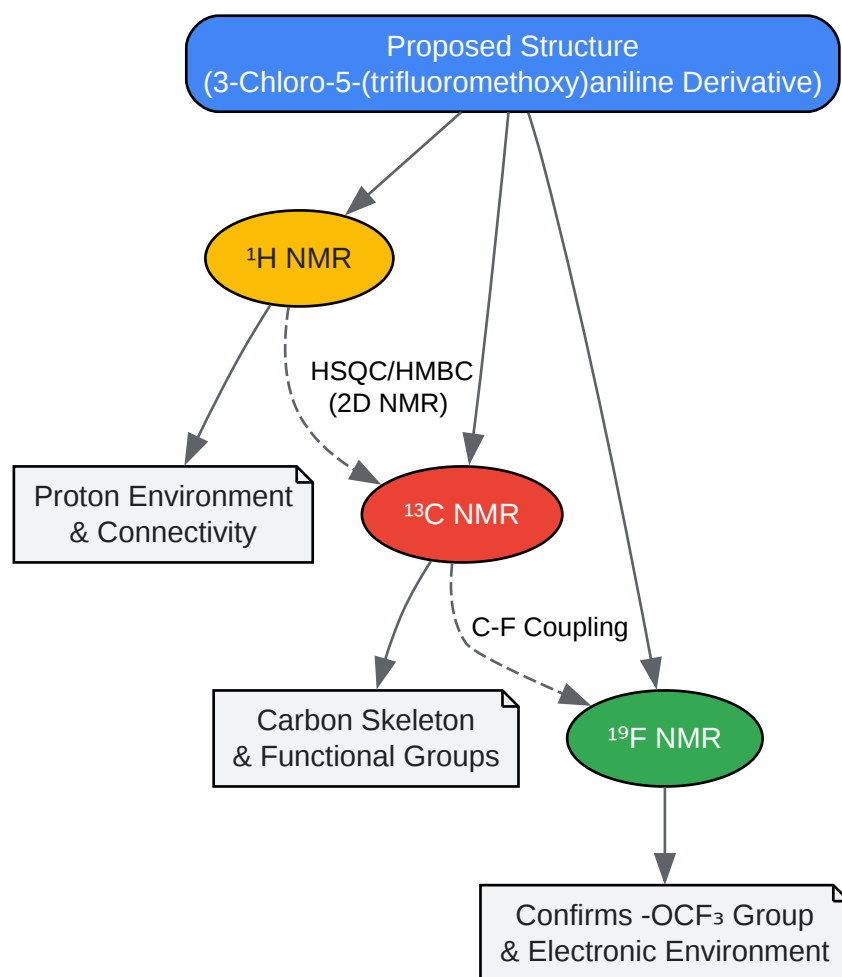 Proposed Structure
(3-Chloro-5-(trifluoromethoxy)aniline Derivative)
¹H NMR
HSQC/HMBC
(2D NMR)
Proton Environment
& Connectivity
¹³C NMR
C-F Coupling
Carbon Skeleton
& Functional Groups
¹⁹F NMR
Confirms -OCF₃ Group
& Electronic Environment